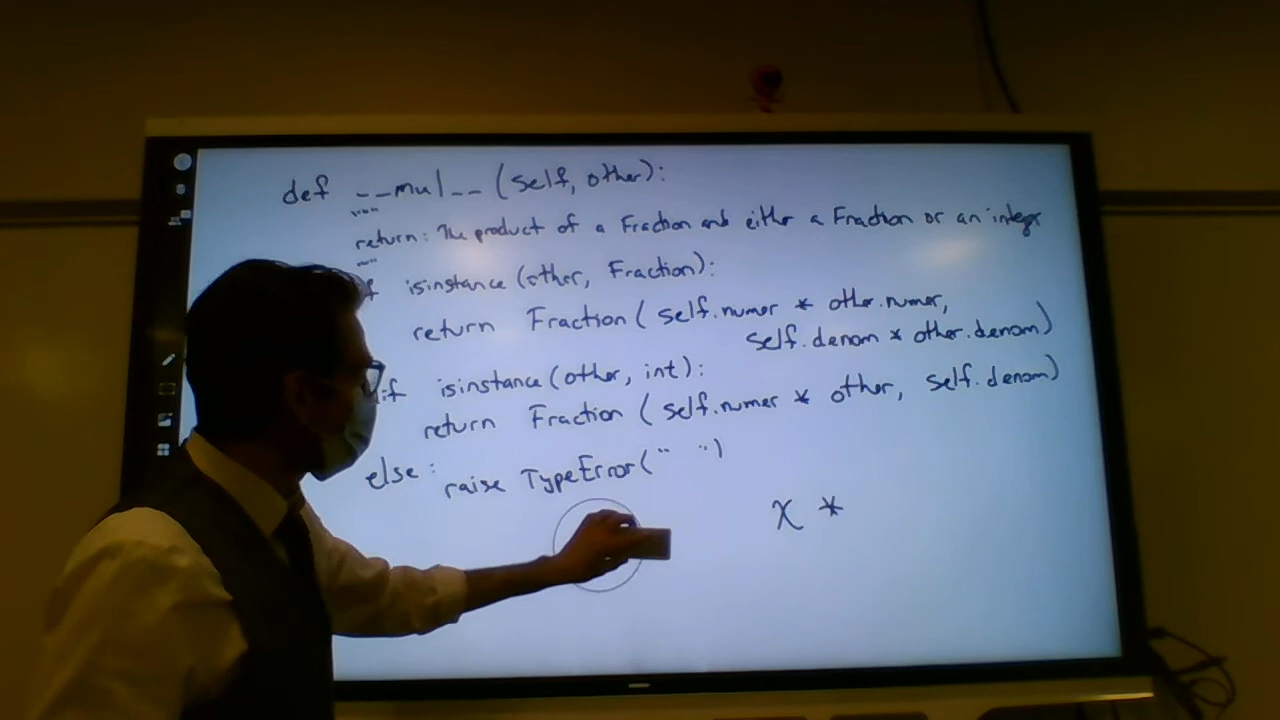 def __mul__(self, other):
"""
return: The product of a Fraction and either a Fraction or an integer
"""
if isinstance(other, Fraction):
return Fraction(self.numer * other.numer,
self.denom * other.denom)
elif isinstance(other, int):
return Fraction(self.numer * other, self.denom)
else:
raise TypeError(" ")
x *